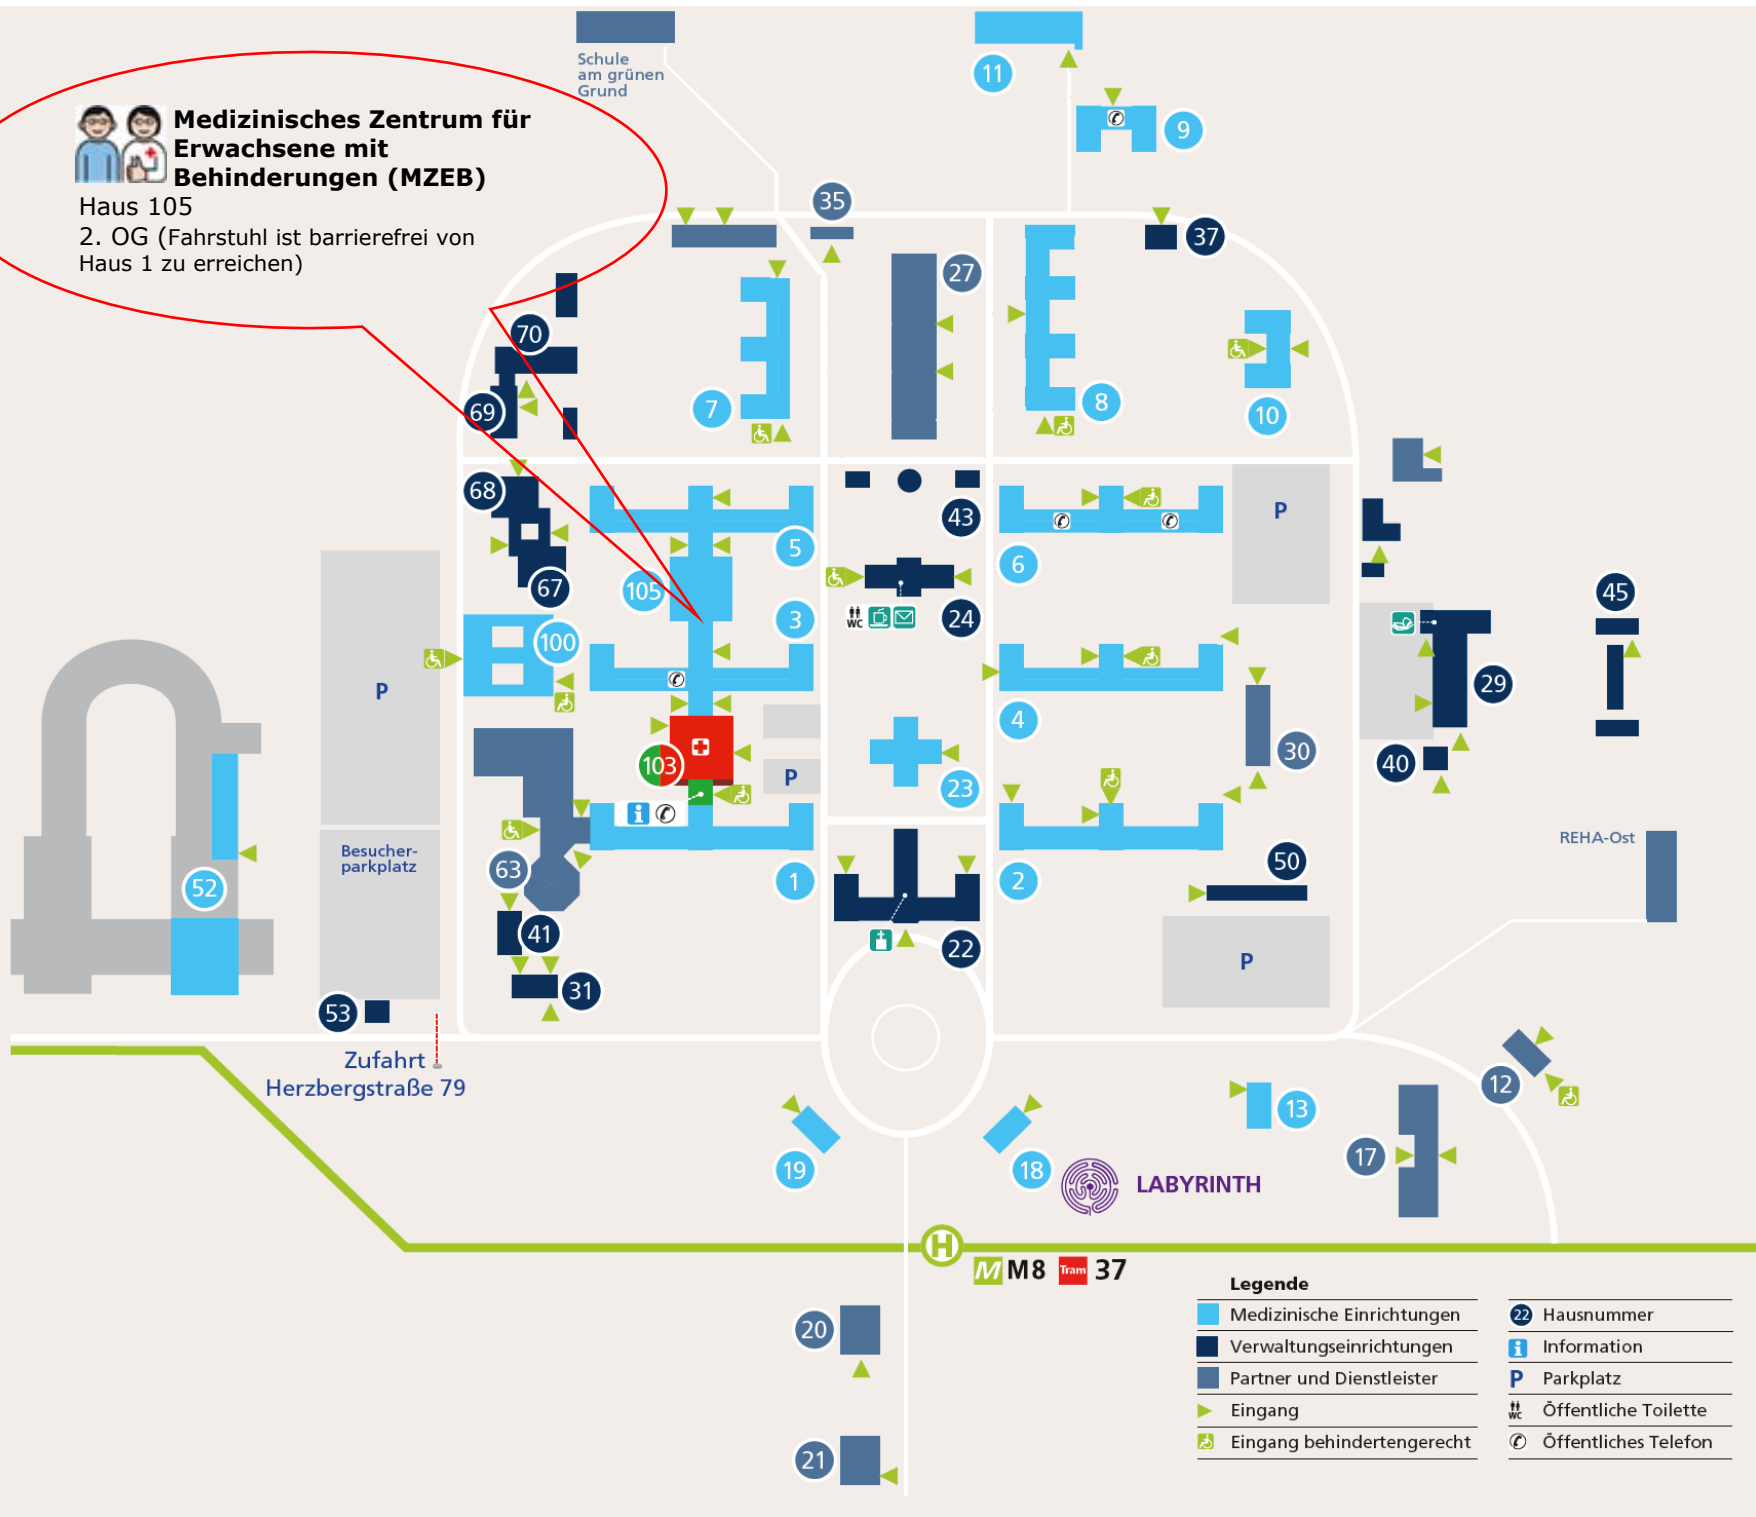 Schule
am grünen
Grund
11
9
Medizinisches Zentrum für
Erwachsene mit
Behinderungen (MZEB)
Haus 105
2. OG (Fahrstuhl ist barrierefrei von
Haus 1 zu erreichen)
35
37
27
70
7
69
8
10
68
43
P
5
6
67
105
3
24
WC
45
100
P
29
4
30
40
103
P
23
Besucher-
parkplatz
REHA-Ost
63
50
52
1
2
41
22
P
31
53
Zufahrt
Herzbergstraße 79
12
13
19
18
17
LABYRINTH
H
M M8 Tram 37
20
21
Legende
Medizinische Einrichtungen
Verwaltungseinrichtungen
Partner und Dienstleister
Eingang
Eingang behindertengerecht
22 Hausnummer
i Information
P Parkplatz
WC Öffentliche Toilette
Öffentliches Telefon